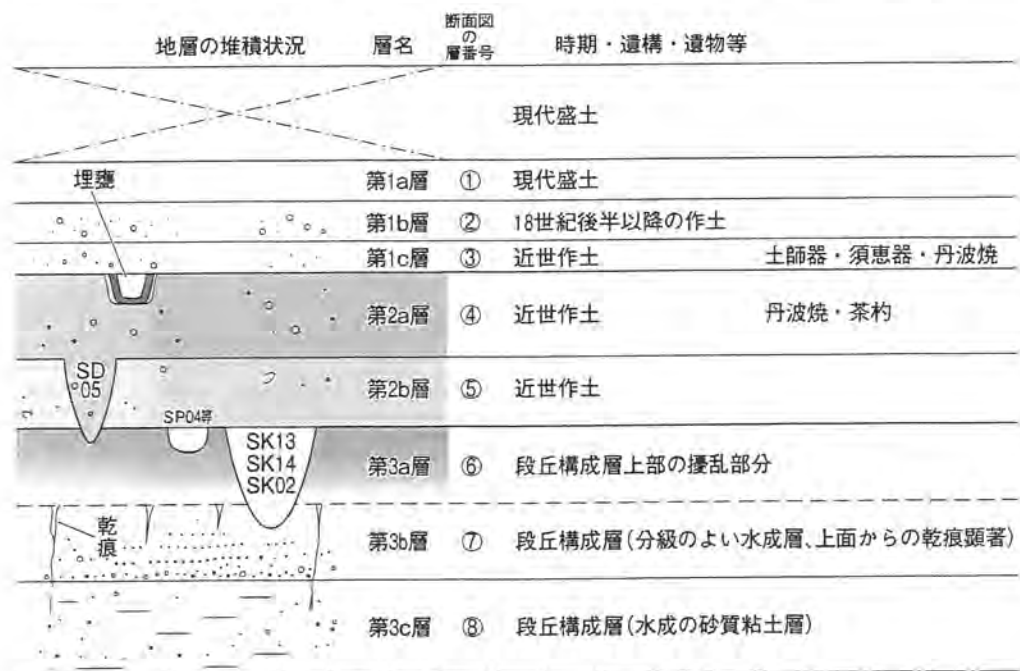 地層の堆積状況 層名 断面図の層番号 時期・遺構・遺物等
現代盛土
埋甕 第1a層 ① 現代盛土
第1b層 ② 18世紀後半以降の作土
第1c層 ③ 近世作土 土師器・須恵器・丹波焼
第2a層 ④ 近世作土 丹波焼・茶杓
SD
05 第2b層 ⑤ 近世作土
SP04等
SK13
SK14
SK02 第3a層 ⑥ 段丘構成層上部の擾乱部分
乾痕 第3b層 ⑦ 段丘構成層(分級のよい水成層、上面からの乾痕顕著)
第3c層 ⑧ 段丘構成層(水成の砂質粘土層)